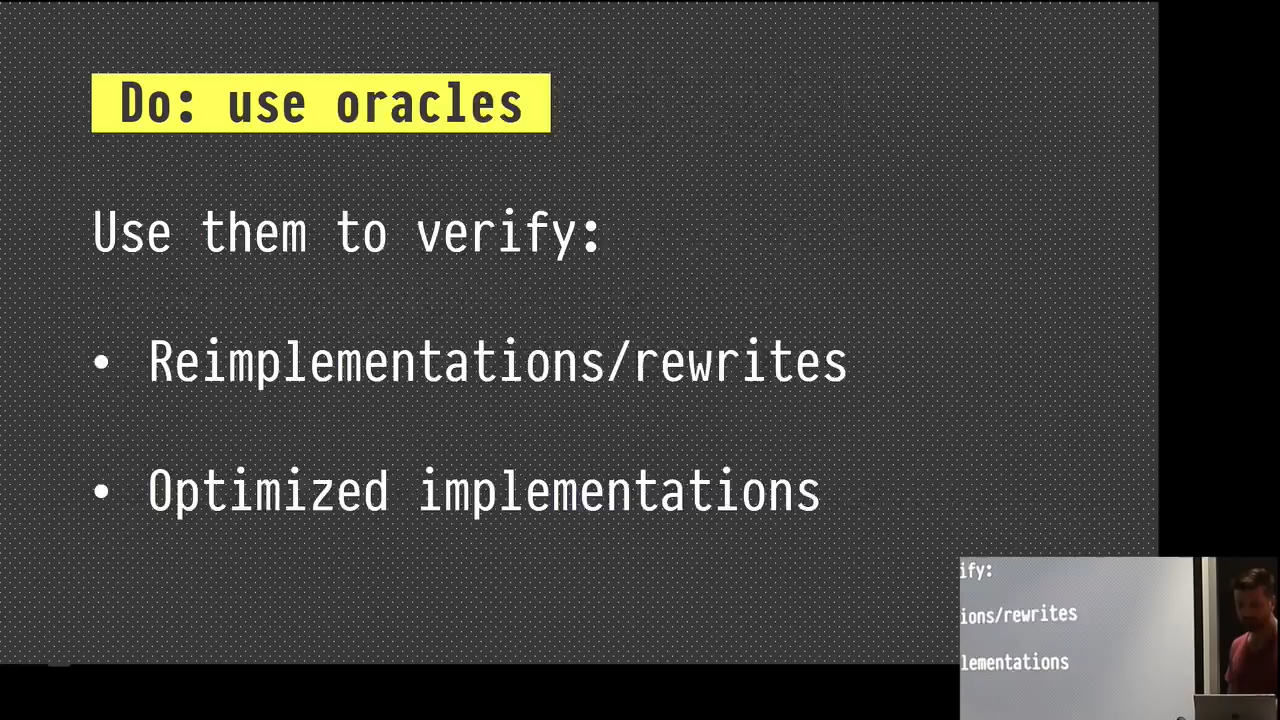 Do: use oracles
Use them to verify:
• Reimplementations/rewrites
• Optimized implementations
ify:
ions/rewrites
lementations